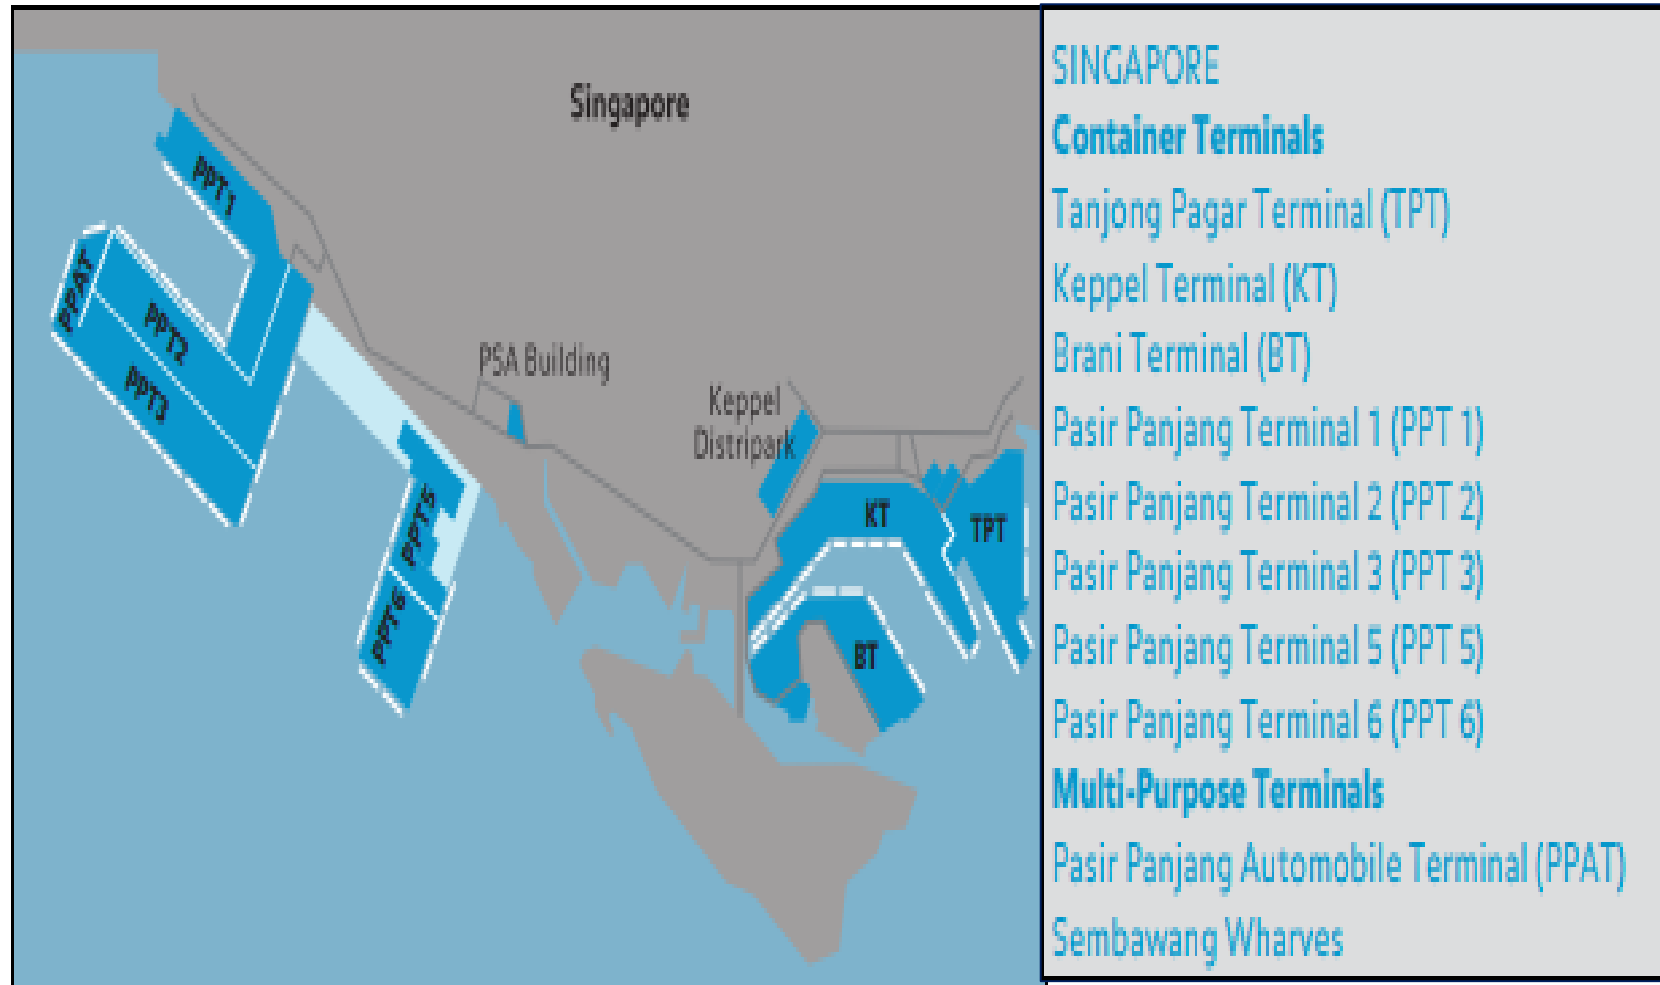 Singapore
PPT1
PPAT
PPT2
PPT3
PSA Building
Keppel
Distripark
PPT5
PPT6
KT
TPT
BT
SINGAPORE
Container Terminals
Tanjong Pagar Terminal (TPT)
Keppel Terminal (KT)
Brani Terminal (BT)
Pasir Panjang Terminal 1 (PPT 1)
Pasir Panjang Terminal 2 (PPT 2)
Pasir Panjang Terminal 3 (PPT 3)
Pasir Panjang Terminal 5 (PPT 5)
Pasir Panjang Terminal 6 (PPT 6)
Multi-Purpose Terminals
Pasir Panjang Automobile Terminal (PPAT)
Sembawang Wharves